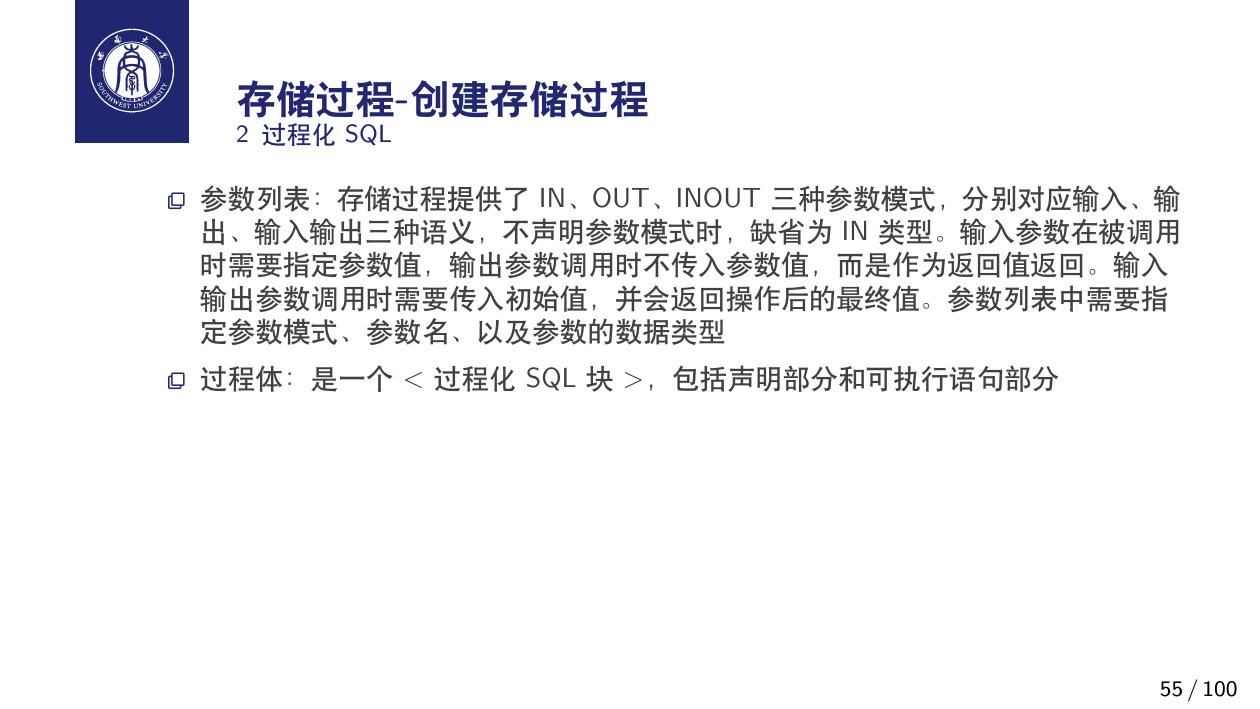 西南大学
SOUTHWEST UNIVERSITY
存储过程-创建存储过程
2 过程化 SQL
参数列表：存储过程提供了 IN、OUT、INOUT 三种参数模式，分别对应输入、输
出、输入输出三种语义，不声明参数模式时，缺省为 IN 类型。输入参数在被调用
时需要指定参数值，输出参数调用时不传入参数值，而是作为返回值返回。输入
输出参数调用时需要传入初始值，并会返回操作后的最终值。参数列表中需要指
定参数模式、参数名、以及参数的数据类型
过程体：是一个 < 过程化 SQL 块 >，包括声明部分和可执行语句部分
55 / 100